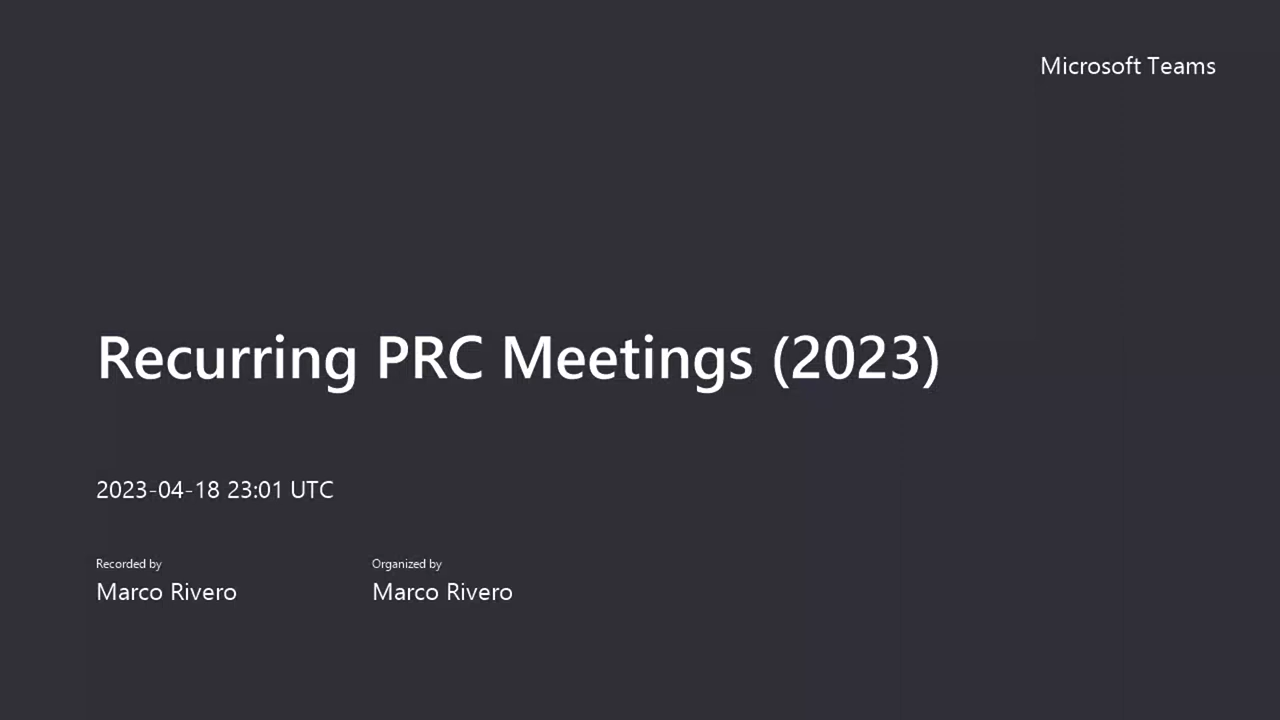 Microsoft Teams
Recurring PRC Meetings (2023)
2023-04-18 23:01 UTC
Recorded by
Organized by
Marco Rivero
Marco Rivero